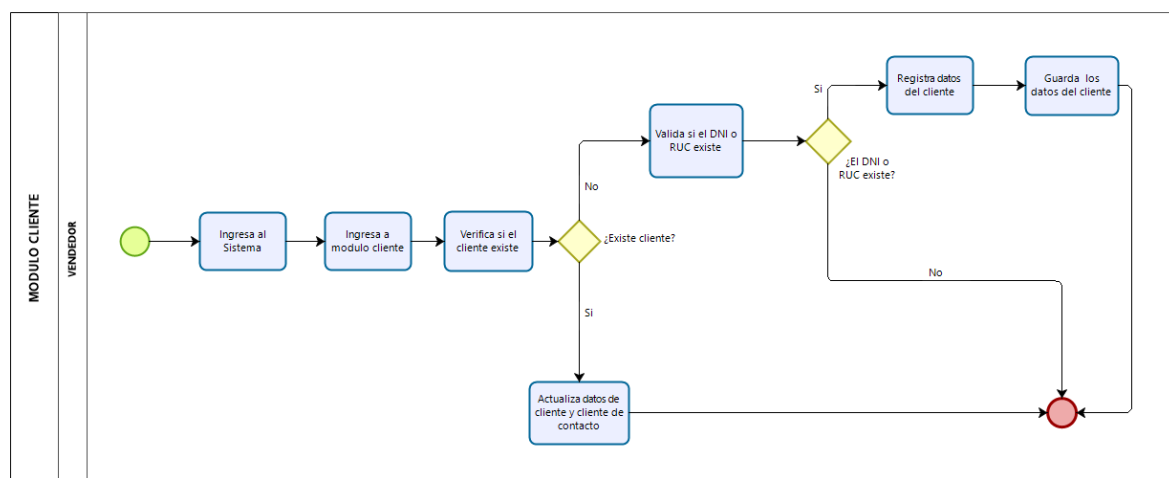 MODULO CLIENTE
VENDEDOR
Ingresa al
Sistema
Ingresa a
modulo cliente
Verifica si el
cliente existe
¿Existe cliente?
No
Valida si el DNI o
RUC existe
¿El DNI o
RUC existe?
Si
Registra datos
del cliente
Guarda los
datos del cliente
No
Si
Actualiza datos de
cliente y cliente de
contacto